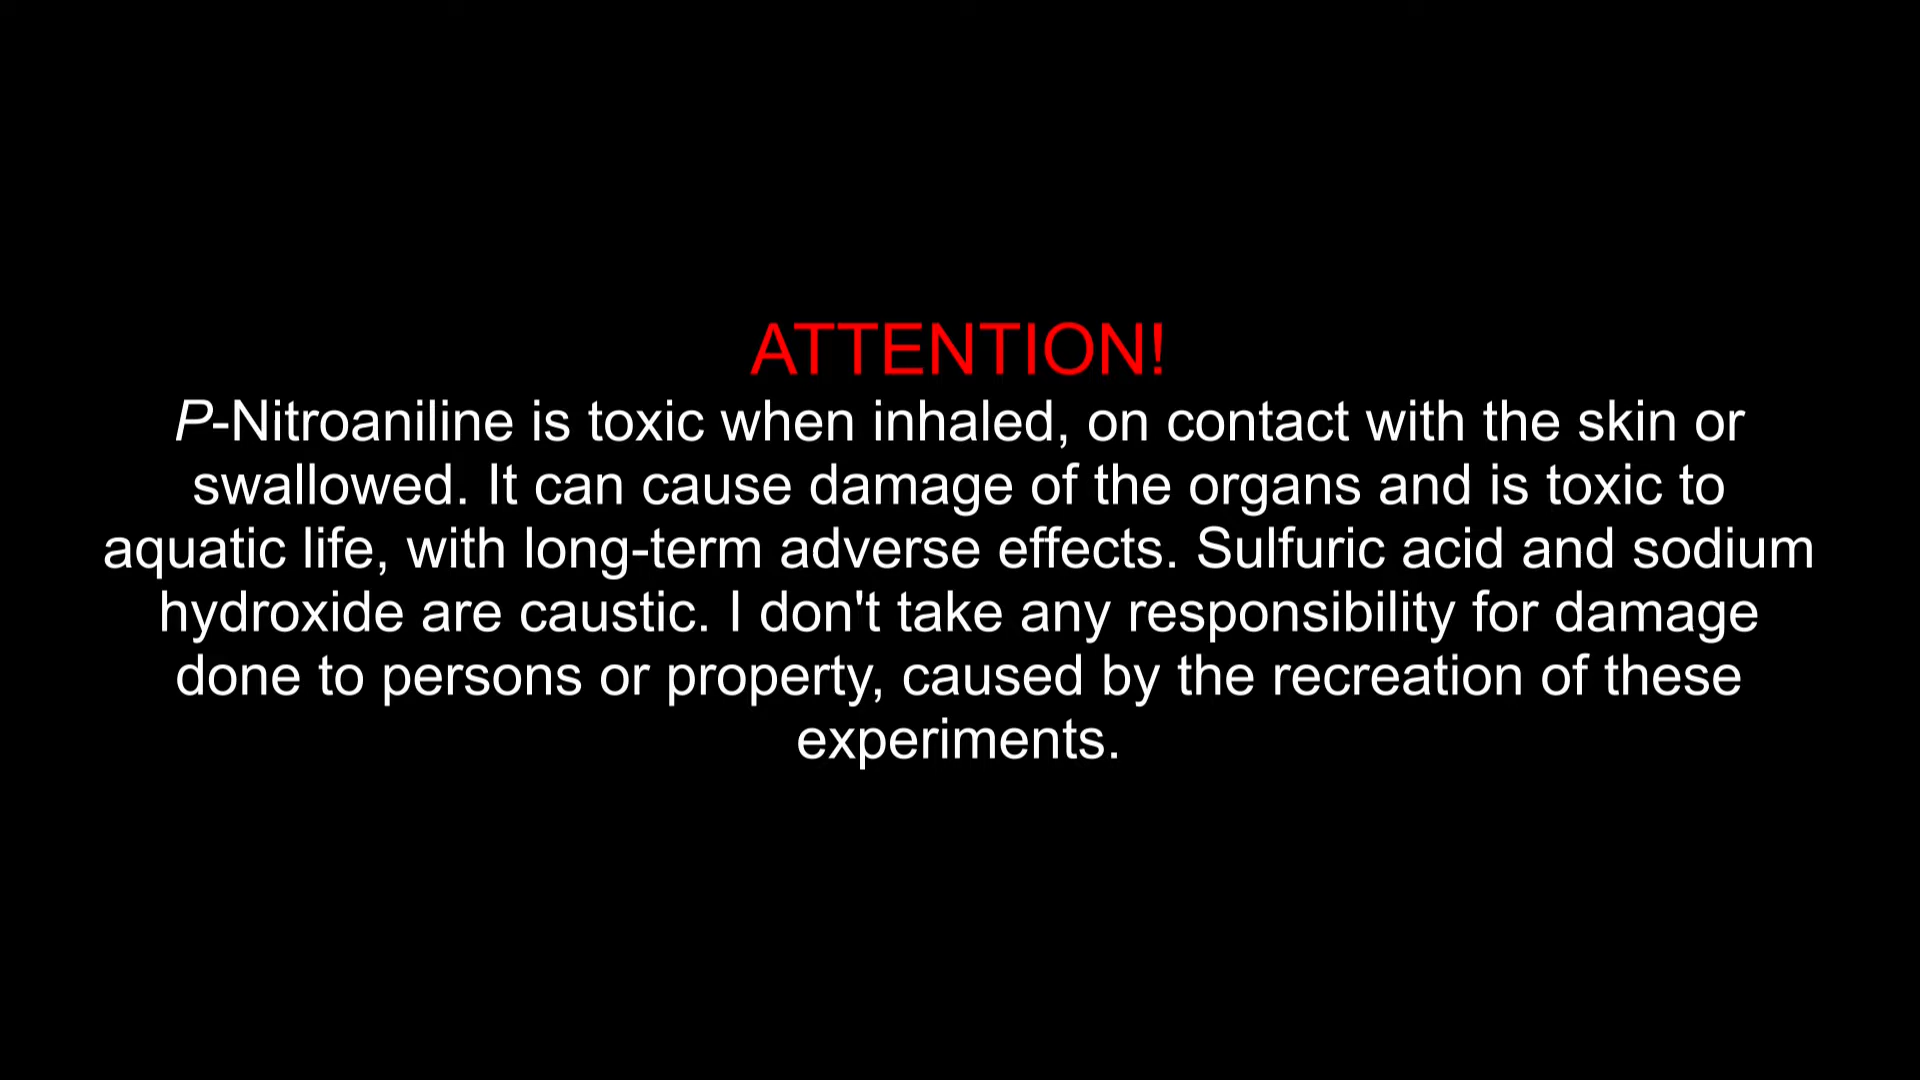 ATTENTION!
P-Nitroaniline is toxic when inhaled, on contact with the skin or
swallowed. It can cause damage of the organs and is toxic to
aquatic life, with long-term adverse effects. Sulfuric acid and sodium
hydroxide are caustic. I don't take any responsibility for damage
done to persons or property, caused by the recreation of these
experiments.